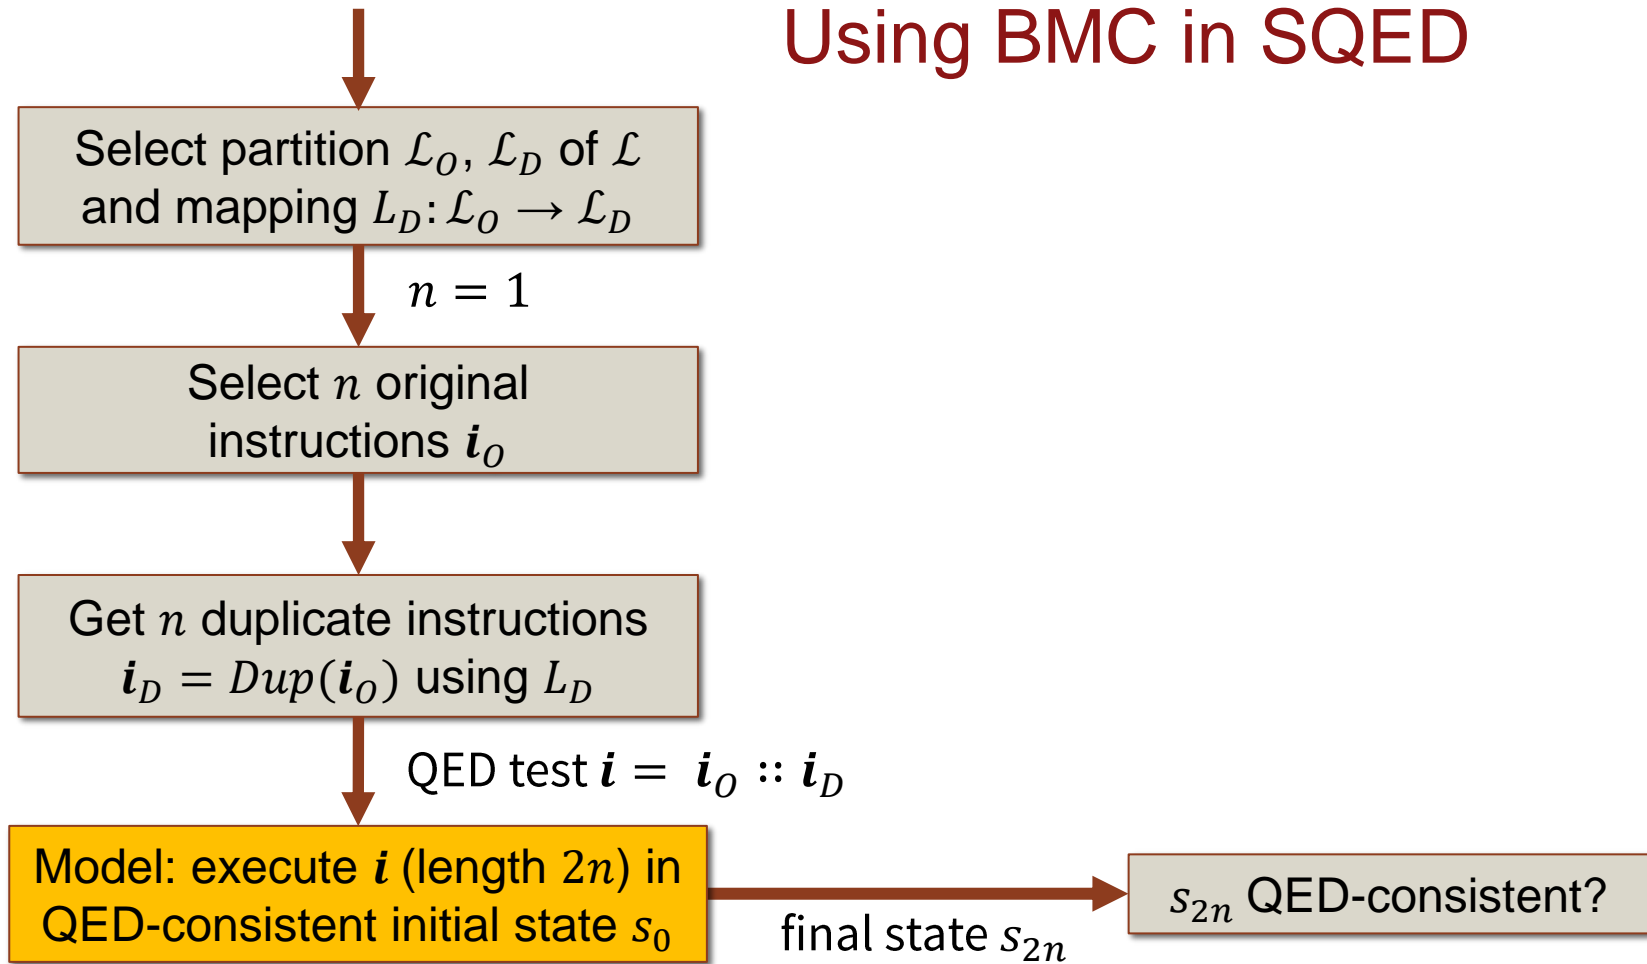 Using BMC in SQED
Select partition ℒ_O, ℒ_D of ℒ
and mapping L_D: ℒ_O → ℒ_D
n = 1
Select n original
instructions i_O
Get n duplicate instructions
i_D = Dup(i_O) using L_D
QED test i = i_O :: i_D
Model: execute i (length 2n) in
QED-consistent initial state s_0
final state s_2n
s_2n QED-consistent?